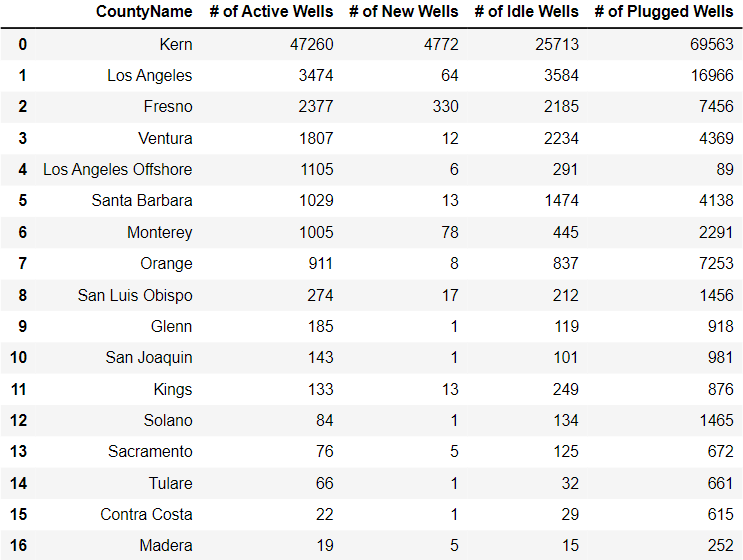 CountyName # of Active Wells # of New Wells # of Idle Wells # of Plugged Wells
0 Kern 47260 4772 25713 69563
1 Los Angeles 3474 64 3584 16966
2 Fresno 2377 330 2185 7456
3 Ventura 1807 12 2234 4369
4 Los Angeles Offshore 1105 6 291 89
5 Santa Barbara 1029 13 1474 4138
6 Monterey 1005 78 445 2291
7 Orange 911 8 837 7253
8 San Luis Obispo 274 17 212 1456
9 Glenn 185 1 119 918
10 San Joaquin 143 1 101 981
11 Kings 133 13 249 876
12 Solano 84 1 134 1465
13 Sacramento 76 5 125 672
14 Tulare 66 1 32 661
15 Contra Costa 22 1 29 615
16 Madera 19 5 15 252